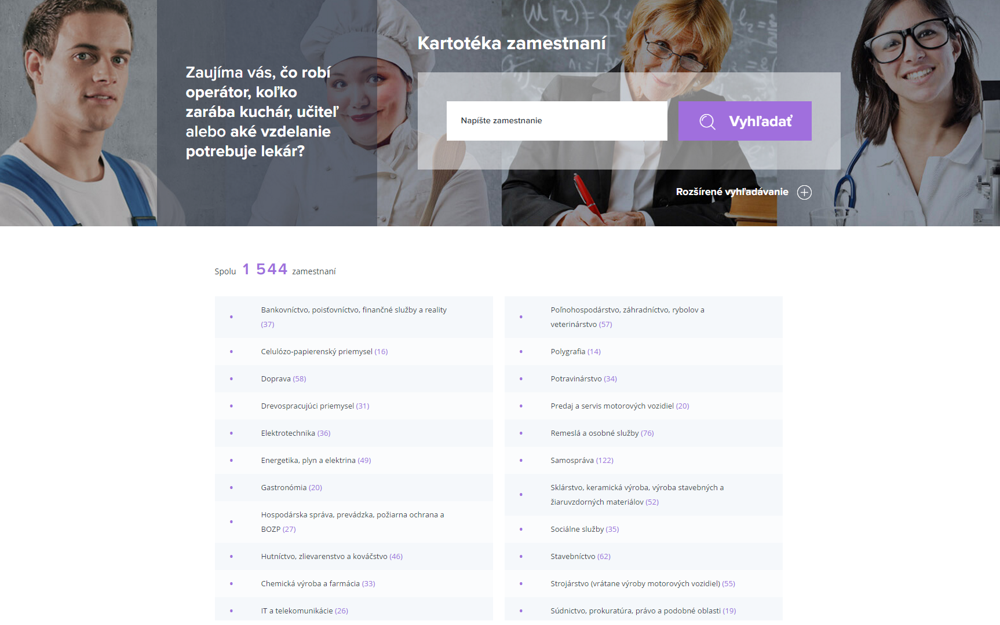 Zaujíma vás, čo robí
operátor, koľko
zarába kuchár, učiteľ
alebo aké vzdelanie
potrebuje lekár?
Kartotéka zamestnaní
Napíšte zamestnanie
Vyhľadať
Rozšírené vyhľadávanie
Spolu 1 544 zamestnaní
Bankovníctvo, poisťovníctvo, finančné služby a reality
(37)
Celulózo-papierenský priemysel (16)
Doprava (58)
Drevospracujúci priemysel (31)
Elektrotechnika (36)
Energetika, plyn a elektrina (49)
Gastronómia (20)
Hospodárska správa, prevádzka, požiarna ochrana a
BOZP (27)
Hutníctvo, zlievarenstvo a kováčstvo (46)
Chemická výroba a farmácia (33)
IT a telekomunikácie (26)
Poľnohospodárstvo, záhradníctvo, rybolov a
veterinárstvo (57)
Polygrafia (14)
Potravinárstvo (34)
Predaj a servis motorových vozidiel (20)
Remeslá a osobné služby (76)
Samospráva (122)
Sklárstvo, keramická výroba, výroba stavebných a
žiaruvzdorných materiálov (52)
Sociálne služby (35)
Stavebníctvo (62)
Strojárstvo (vrátane výroby motorových vozidiel) (55)
Súdnictvo, prokuratúra, právo a podobné oblasti (19)